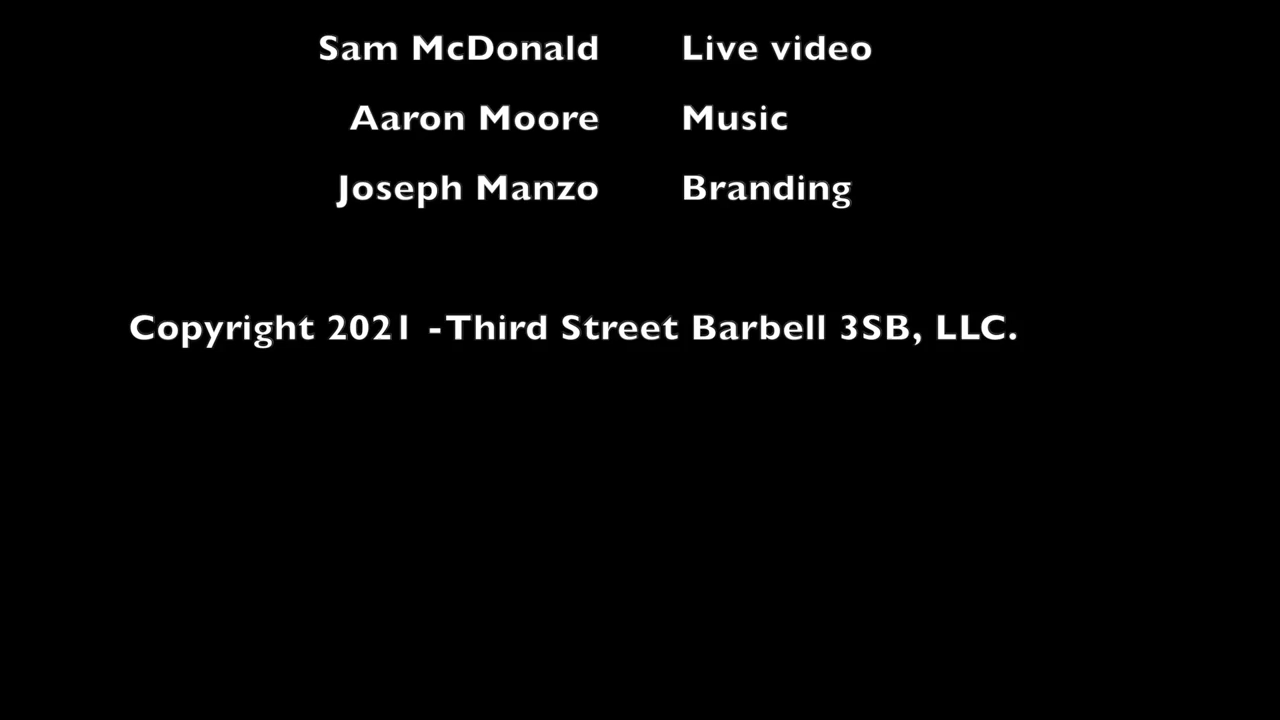 Sam McDonald Live video
Aaron Moore Music
Joseph Manzo Branding
Copyright 2021 -Third Street Barbell 3SB, LLC.